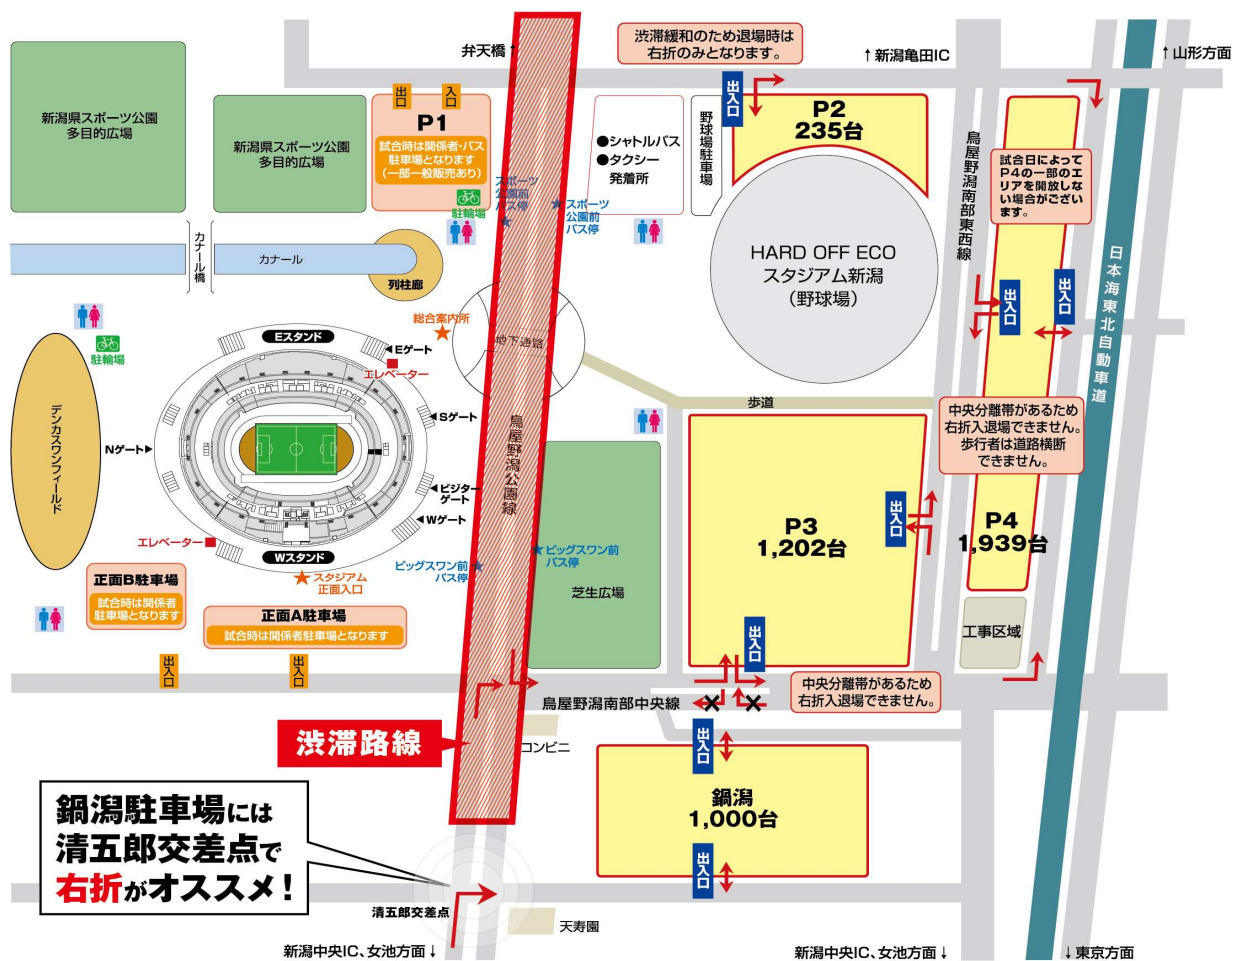 弁天橋↑
渋滞緩和のため退場時は
右折のみとなります。
↑新潟亀田IC
↑山形方面
新潟県スポーツ公園
多目的広場
新潟県スポーツ公園
多目的広場
出口
入口
P1
試合時は関係者・バス
駐車場となります
(一部一般販売あり)
駐輪場
スポーツ
公園前
バス停
スポーツ
公園前
バス停
●シャトルバス
●タクシー
発着所
野球場駐車場
出入口
P2
235台
鳥屋野潟南部東西線
試合日によって
P4の一部のエ
リアを開放しな
い場合がござい
ます。
日本海東北自動車道
カナール橋
カナール
列柱廊
HARD OFF ECO
スタジアム新潟
(野球場)
出入口
出入口
駐輪場
総合案内所
地下通路
Eスタンド
◀Eゲート
エレベーター
◀Sゲート
Nゲート▶
◀ビジター
ゲート
◀Wゲート
エレベーター
Wスタンド
スタジアム
正面入口
デンカスワンフィールド
鳥屋野潟公園線
歩道
中央分離帯があるため
右折入退場できません。
歩行者は道路横断
できません。
P3
1,202台
出入口
P4
1,939台
ビッグスワン前
バス停
ビッグスワン前
バス停
芝生広場
正面B駐車場
試合時は関係者
駐車場となります
正面A駐車場
試合時は関係者駐車場となります
出入口
出入口
出入口
工事区域
中央分離帯があるため
右折入退場できません。
鳥屋野潟南部中央線
渋滞路線
コンビニ
出入口
鍋潟
1,000台
出入口
鍋潟駐車場には
清五郎交差点で
右折がオススメ!
清五郎交差点
天寿園
新潟中央IC、女池方面↓
新潟中央IC、女池方面↓
↓東京方面